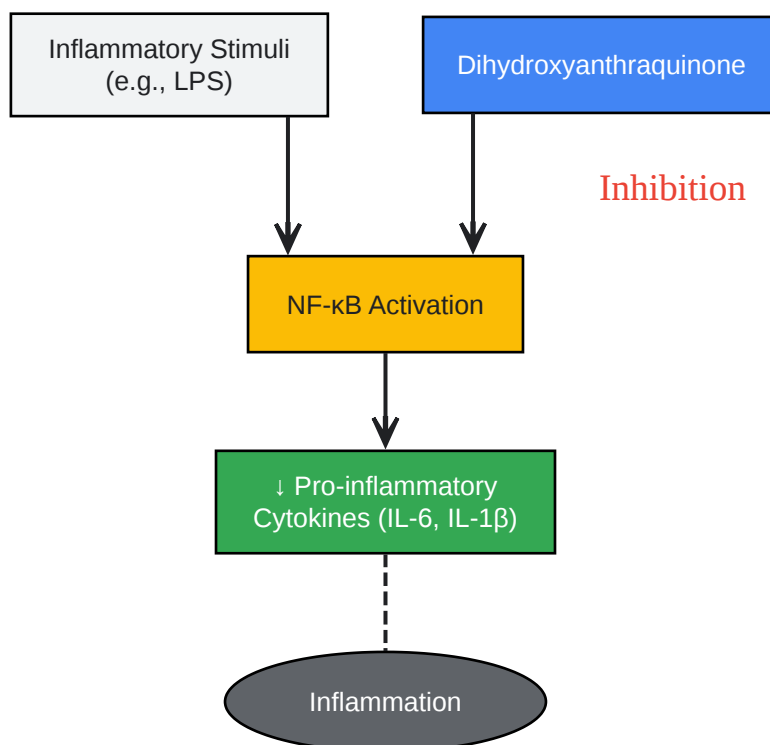 Inflammatory Stimuli
(e.g., LPS)
Dihydroxyanthraquinone
Inhibition
NF-κB Activation
↓ Pro-inflammatory
Cytokines (IL-6, IL-1β)
Inflammation